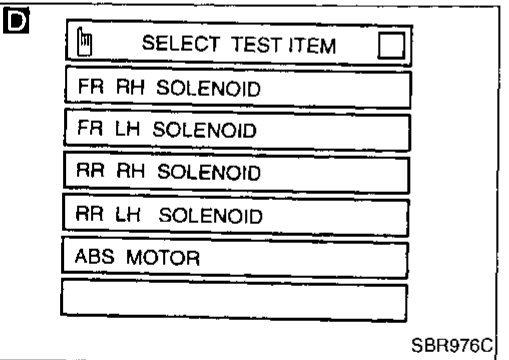 D
SELECT TEST ITEM
FR RH SOLENOID
FR LH SOLENOID
RR RH SOLENOID
RR LH SOLENOID
ABS MOTOR
SBR976C